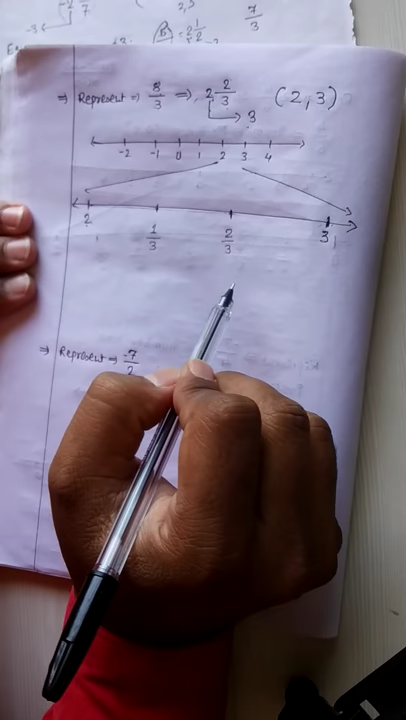 7/3
⇒ Represent ⇒ 8/3 ⇒ 2 2/3 (2,3)
3
-2 -1 0 1 2 3 4
2 1/3 2/3 3
⇒ Represent ⇒ -7/2